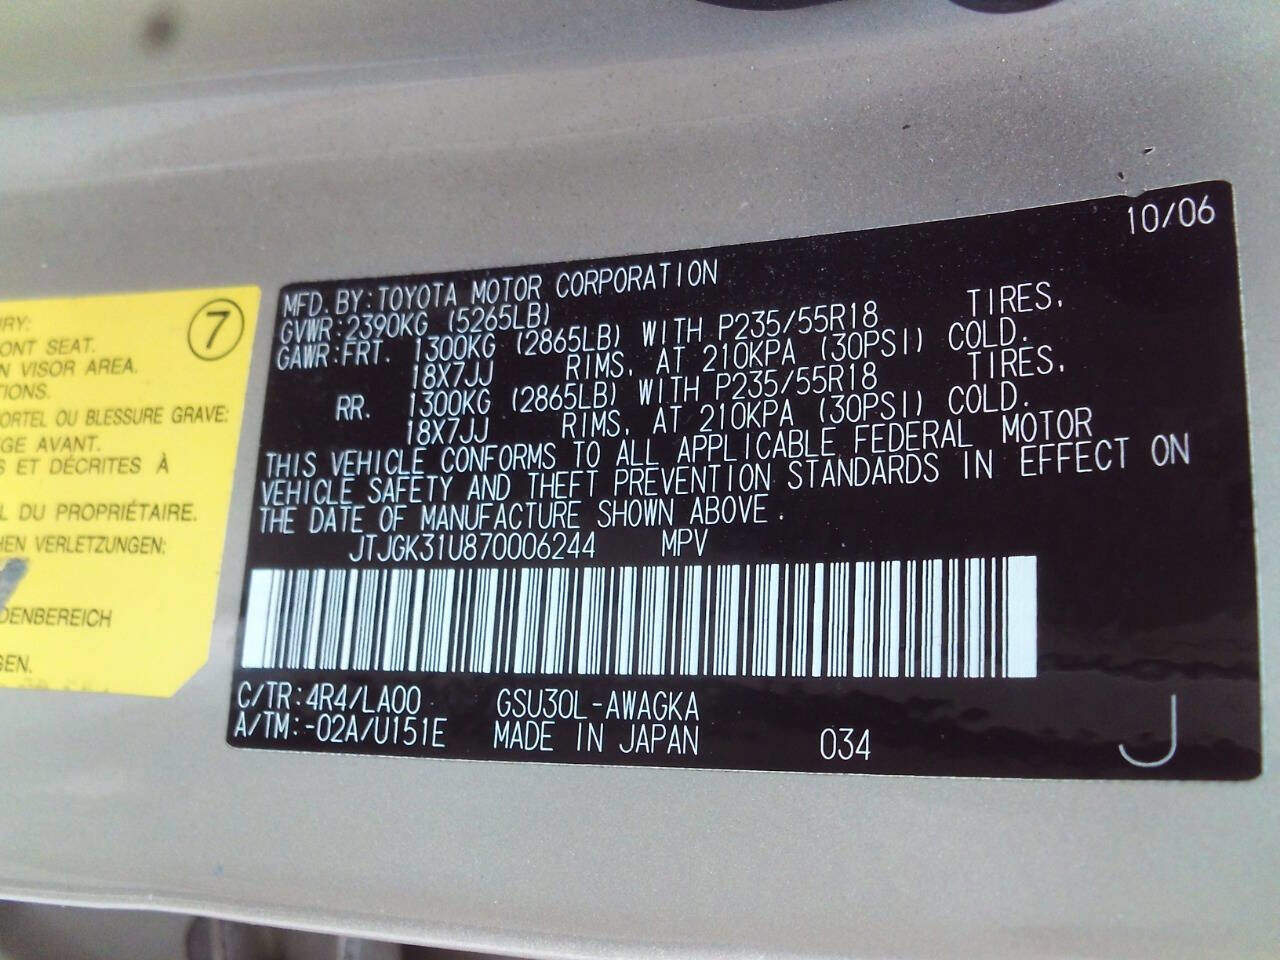 10/06
MFD. BY: TOYOTA MOTOR CORPORATION
GVWR: 2390KG (5265LB)
GAWR: FRT. 1300KG (2865LB) WITH P235/55R18 TIRES,
18X7JJ RIMS, AT 210KPA (30PSI) COLD.
RR. 1300KG (2865LB) WITH P235/55R18 TIRES,
18X7JJ RIMS, AT 210KPA (30PSI) COLD.
THIS VEHICLE CONFORMS TO ALL APPLICABLE FEDERAL MOTOR
VEHICLE SAFETY AND THEFT PREVENTION STANDARDS IN EFFECT ON
THE DATE OF MANUFACTURE SHOWN ABOVE.
JTJGK31U870006244 MPV
C/TR: 4R4/LA00 GSU30L-AWAGKA
A/TM: -02A/U151E MADE IN JAPAN 034 J
7
RY:
ONT SEAT.
N VISOR AREA.
TIONS.
ORTEL OU BLESSURE GRAVE:
GE AVANT.
S ET DÉCRITES À
L DU PROPRIÉTAIRE.
HEN VERLETZUNGEN:
DENBEREICH
GEN.